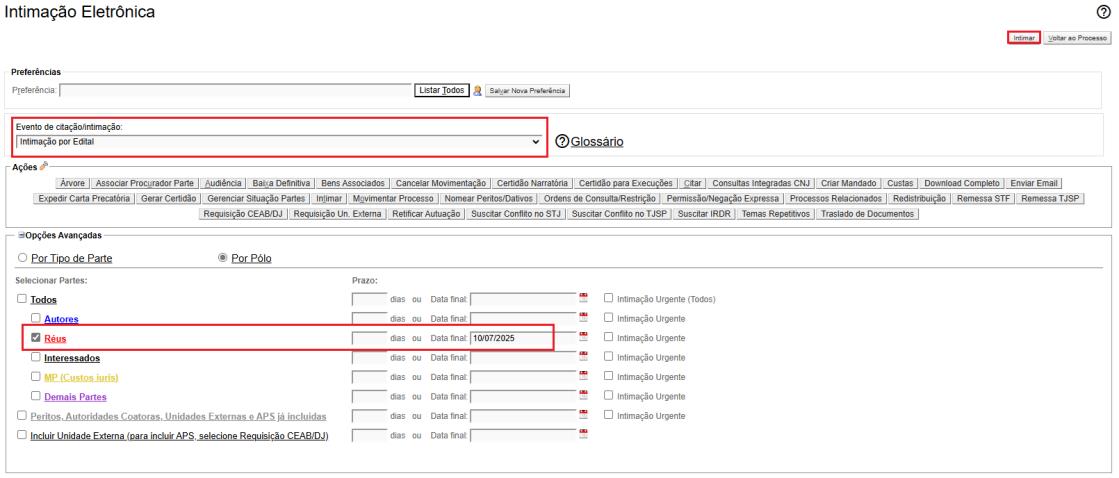 Intimação Eletrônica
Intimar Voltar ao Processo
Preferências
Preferência: Listar Todos Salvar Nova Preferência
Evento de citação/intimação:
Intimação por Edital Glossário
Ações
Árvore Associar Procurador Parte Audiência Baixa Definitiva Bens Associados Cancelar Movimentação Certidão Narratória Certidão para Execuções Citar Consultas Integradas CNJ Criar Mandado Custas Download Completo Enviar Email
Expedir Carta Precatória Gerar Certidão Gerenciar Situação Partes Intimar Movimentar Processo Nomear Peritos/Dativos Ordens de Consulta/Restrição Permissão/Negação Expressa Processos Relacionados Redistribuição Remessa STF Remessa TJSP
Requisição CEAB/DJ Requisição Un. Externa Retificar Autuação Suscitar Conflito no STJ Suscitar Conflito no TJSP Suscitar IRDR Temas Repetitivos Traslado de Documentos
Opções Avançadas
Por Tipo de Parte Por Pólo
Selecionar Partes: Prazo:
Todos dias ou Data final: Intimação Urgente (Todos)
Autores dias ou Data final: Intimação Urgente
Réus dias ou Data final: 10/07/2025 Intimação Urgente
Interessados dias ou Data final: Intimação Urgente
MP (Custos iuris) dias ou Data final: Intimação Urgente
Demais Partes dias ou Data final: Intimação Urgente
Peritos, Autoridades Coatoras, Unidades Externas e APS já incluidas dias ou Data final: Intimação Urgente
Incluir Unidade Externa (para incluir APS, selecione Requisição CEAB/DJ) dias ou Data final: